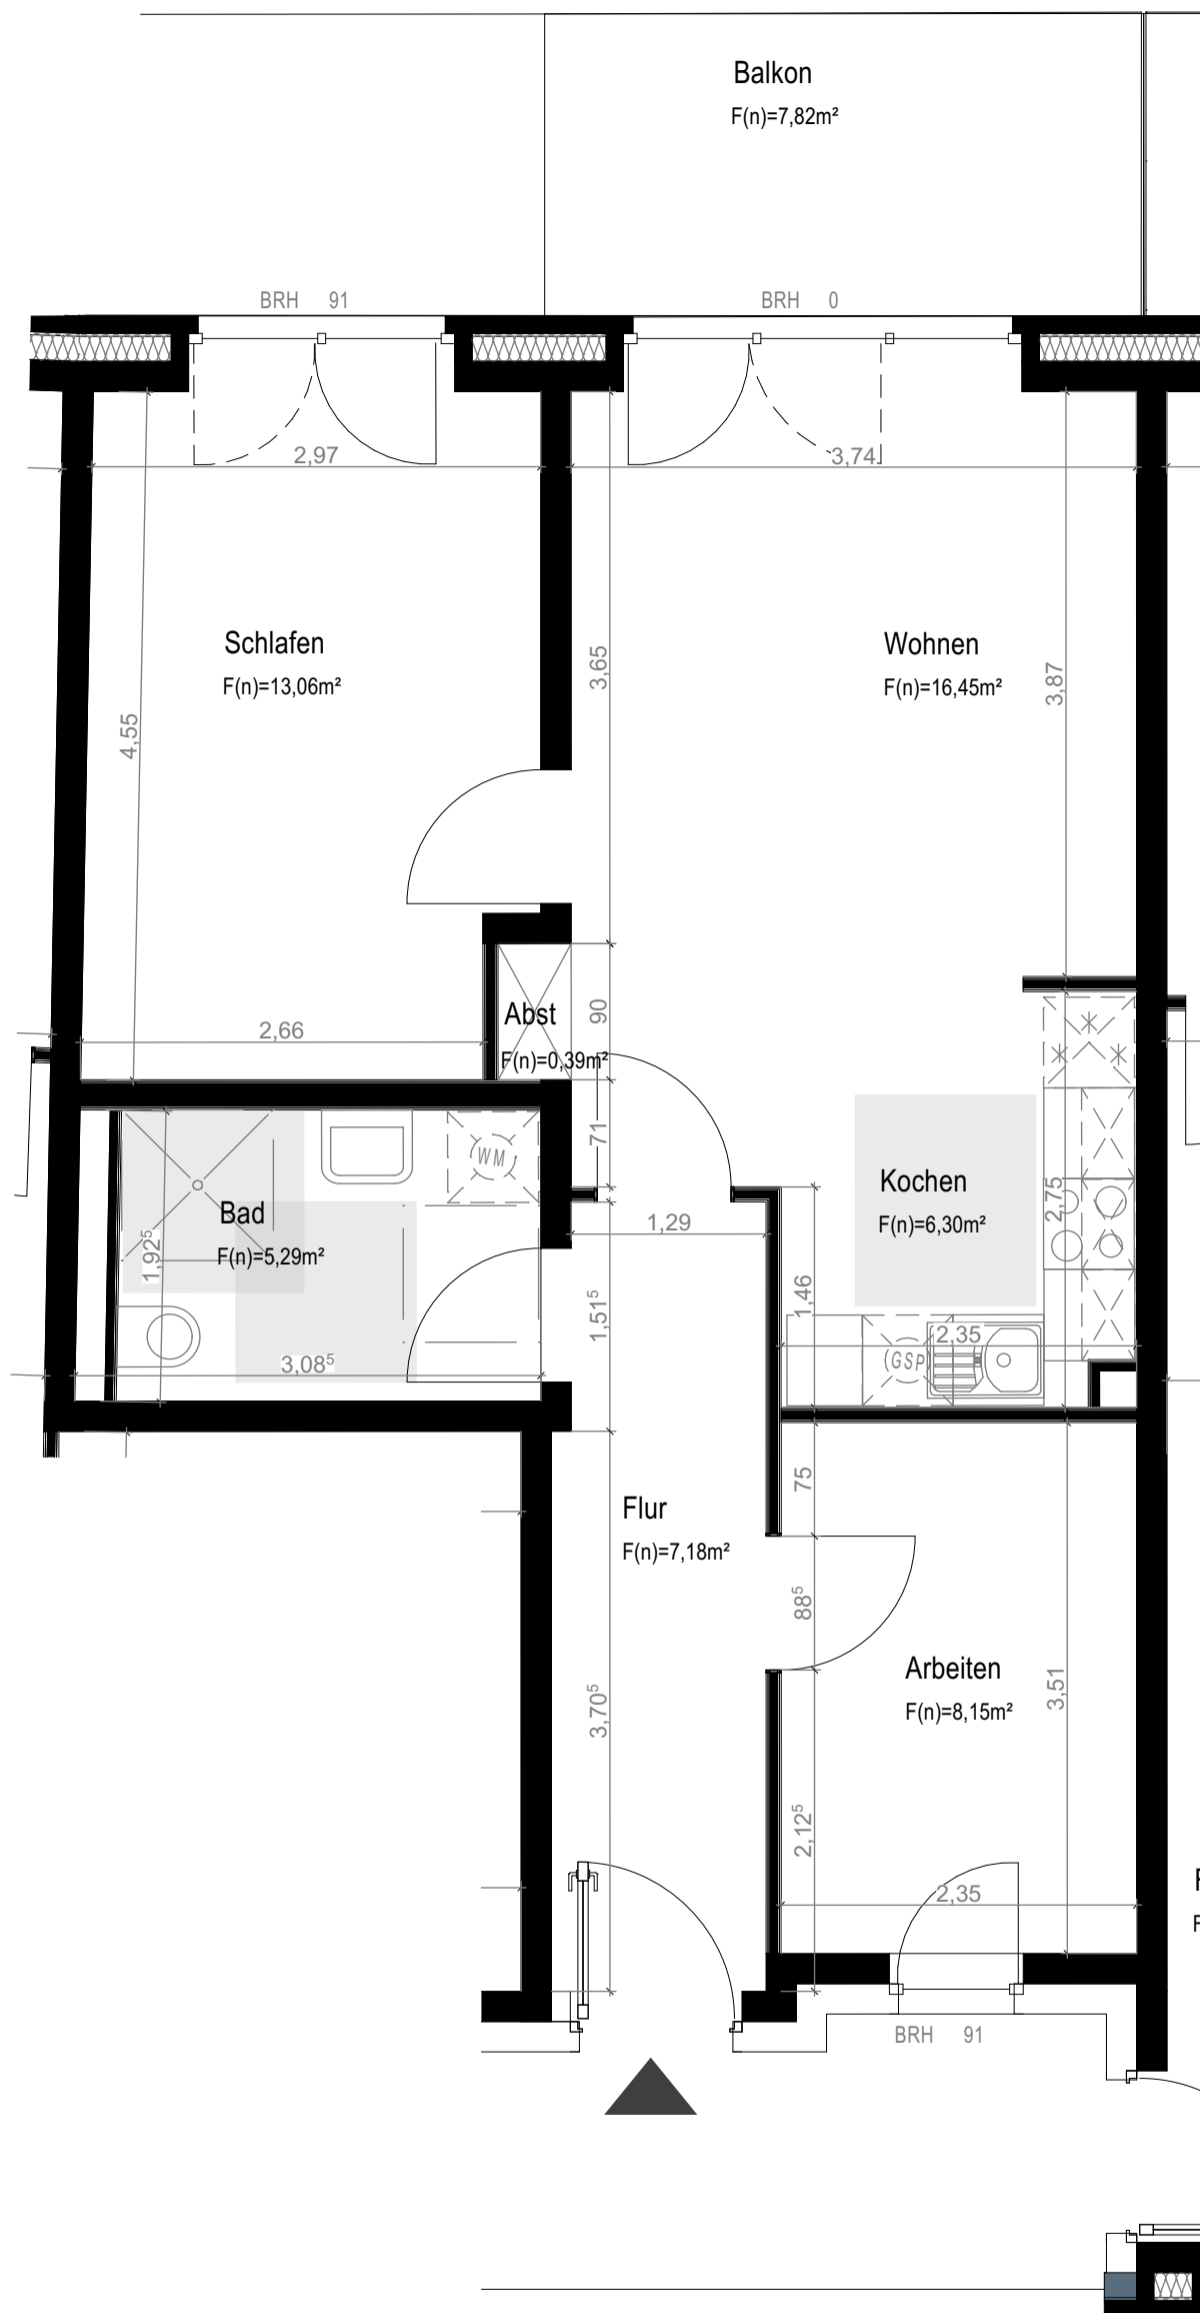 Balkon
F(n)=7,82m²
BRH 91
BRH 0
2,97
3,74
Schlafen
F(n)=13,06m²
Wohnen
F(n)=16,45m²
3,65
3,87
4,55
Abst
F(n)=0,39m²
90
2,66
71
WM
Kochen
F(n)=6,30m²
2,75
Bad
F(n)=5,29m²
1,92⁵
1,29
1,51⁵
1,46
2,35
GSP
3,08⁵
75
Flur
F(n)=7,18m²
88⁵
Arbeiten
F(n)=8,15m²
3,51
3,70⁵
2,12⁵
2,35
BRH 91